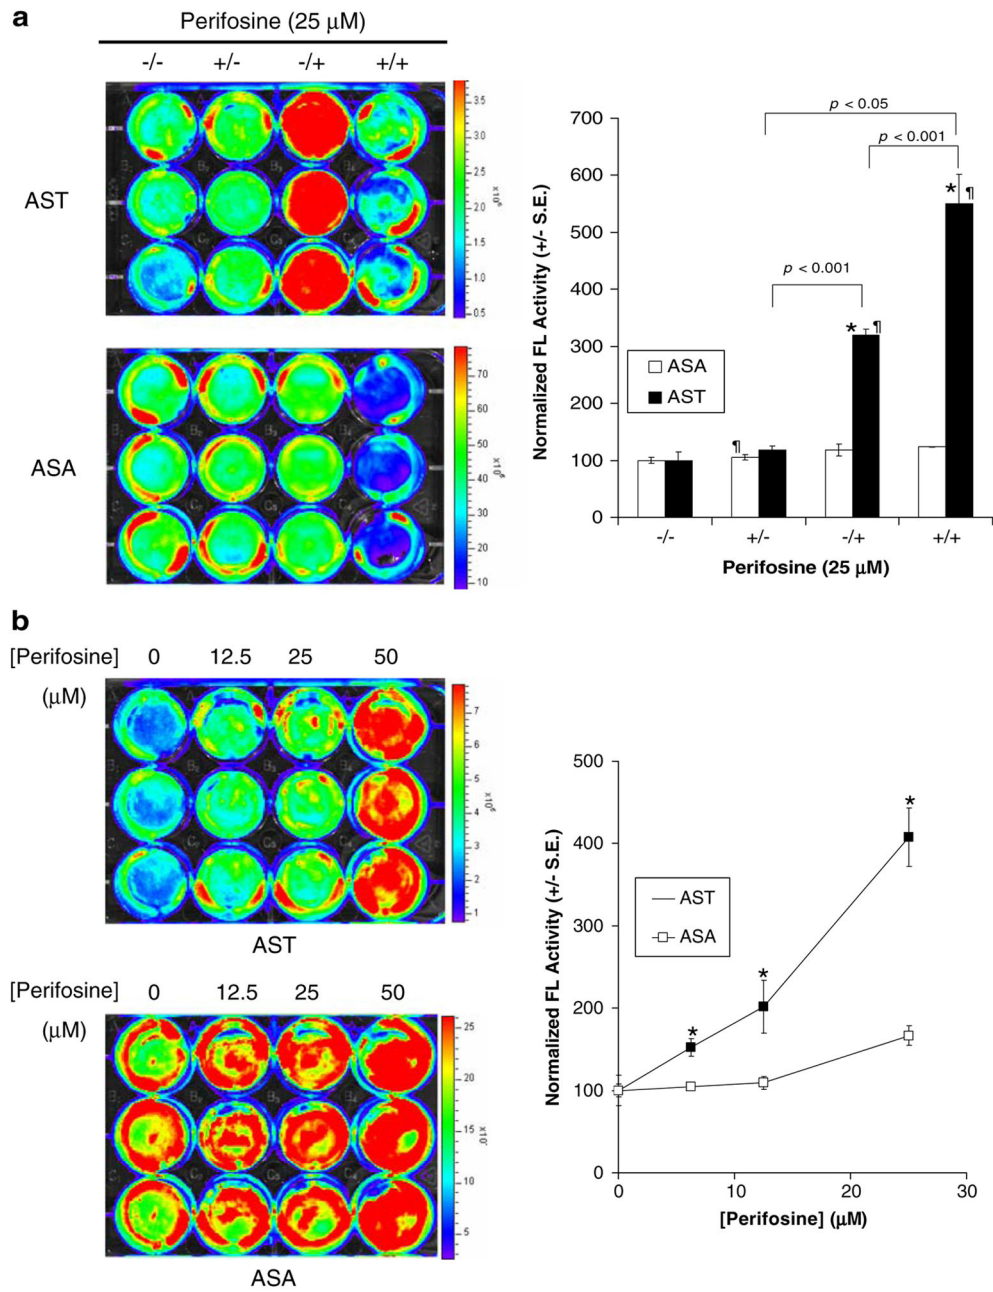 a
Perifosine (25 μM)
-/- +/- -/+ +/+
AST
3.5
3.0
2.5
2.0
1.5
1.0
0.5
x10⁶
ASA
70
60
50
40
30
20
10
x10⁶
Normalized FL Activity (+/- S.E.)
700
600
500
400
300
200
100
0
p < 0.05
p < 0.001
p < 0.001
* ¶
* ¶
¶
ASA
AST
-/- +/- -/+ +/+
Perifosine (25 μM)
b
[Perifosine] 0 12.5 25 50
(μM)
7
6
5
4
3
2
1
x10⁶
AST
[Perifosine] 0 12.5 25 50
(μM)
25
20
15
10
5
ASA
Normalized FL Activity (+/- S.E.)
500
400
300
200
100
0
*
*
*
AST
ASA
0 10 20 30
[Perifosine] (μM)